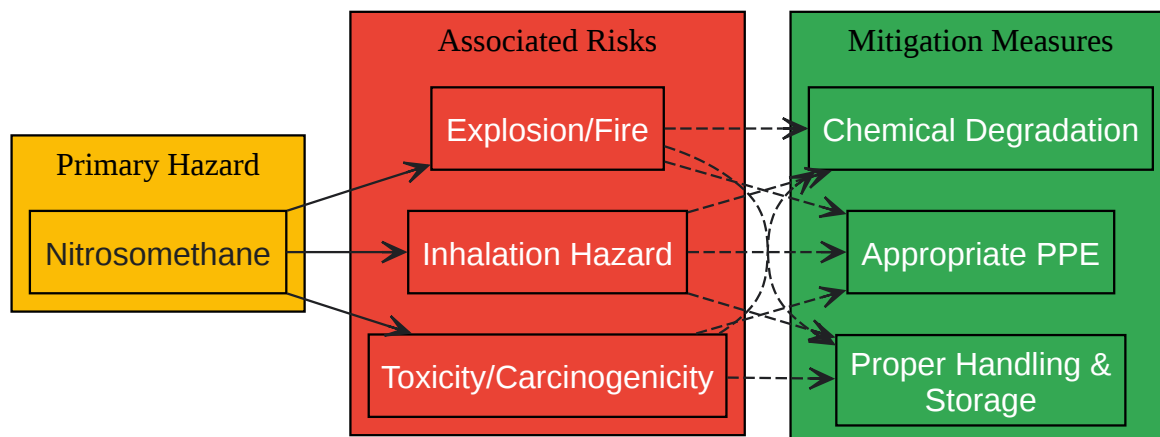 Primary Hazard
Nitrosomethane
Associated Risks
Explosion/Fire
Inhalation Hazard
Toxicity/Carcinogenicity
Mitigation Measures
Chemical Degradation
Appropriate PPE
Proper Handling &
Storage